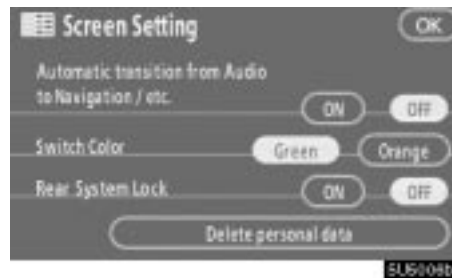 Screen Setting
OK
Automatic transition from Audio
to Navigation / etc.
ON OFF
Switch Color Green Orange
Rear System Lock ON OFF
Delete personal data
5U5006b